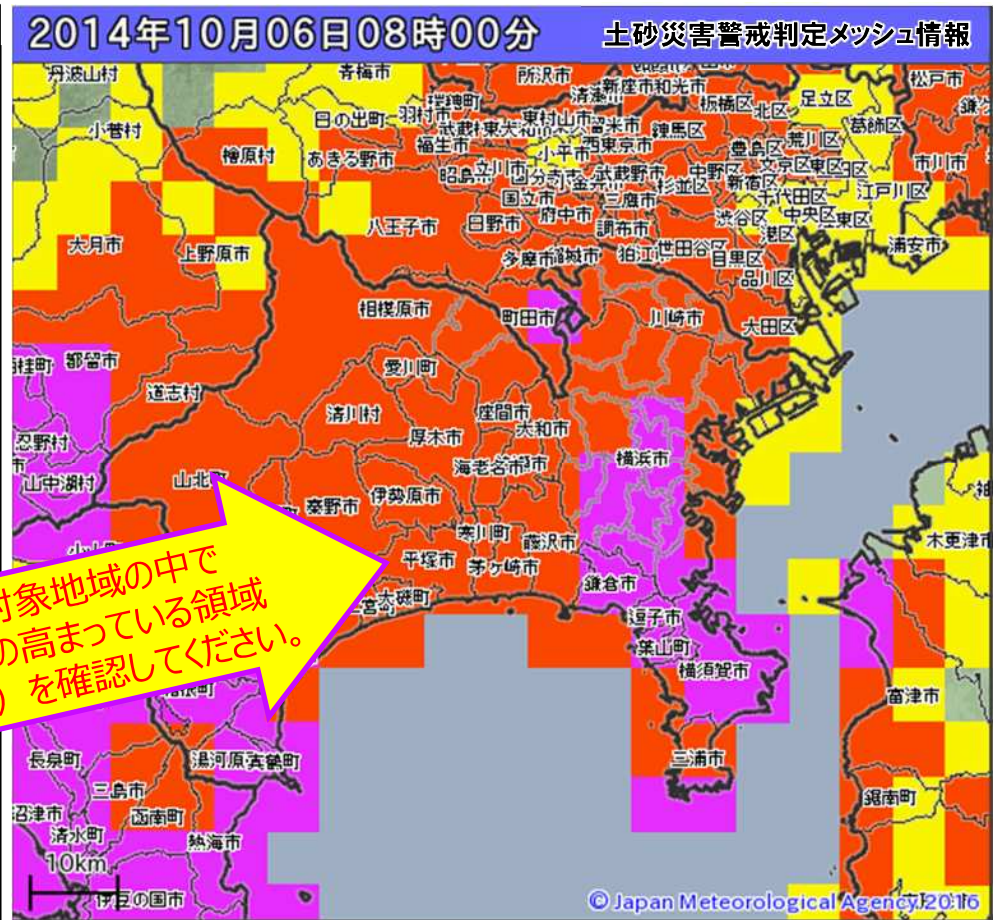 2014年10月06日08時00分 土砂災害警戒判定メッシュ情報
丹波山村 青梅市 所沢市 新座市 和光市 松戸市
清瀬市 板橋区 北区 足立区
瑞穂町 羽村市 日の出町 小菅村
東村山市 練馬区 葛飾区
福生市 西東京市 豊島区 荒川区
檜原村 あきる野市 小平市 文京区 市川市
昭島市 立川市 武蔵野市 中野区 新宿区
国立市 三鷹市 杉並区 千代田区 江戸川区
八王子市 日野市 府中市 調布市 渋谷区 中央区
大月市 上野原市 多摩市 稲城市 狛江 世田谷区 目黒区 港区 浦安市
品川区
相模原市 町田市 川崎市 大田区
都留市 愛川町
道志村 清川村 座間市
忍野村 厚木市 大和市
山中湖村 海老名市 横浜市
秦野市 伊勢原市
寒川町 藤沢市 木更津市
対象地域の中で 平塚市 茅ヶ崎市 鎌倉市
の高まっている領域 大磯町 逗子市
）を確認してください。 葉山町
横須賀市
富津市
長泉町 湯河原 真鶴町 三浦市
三島市 鋸南町
沼津市 函南町
清水町 熱海市
10km
伊豆の国市 © Japan Meteorological Agency 2016